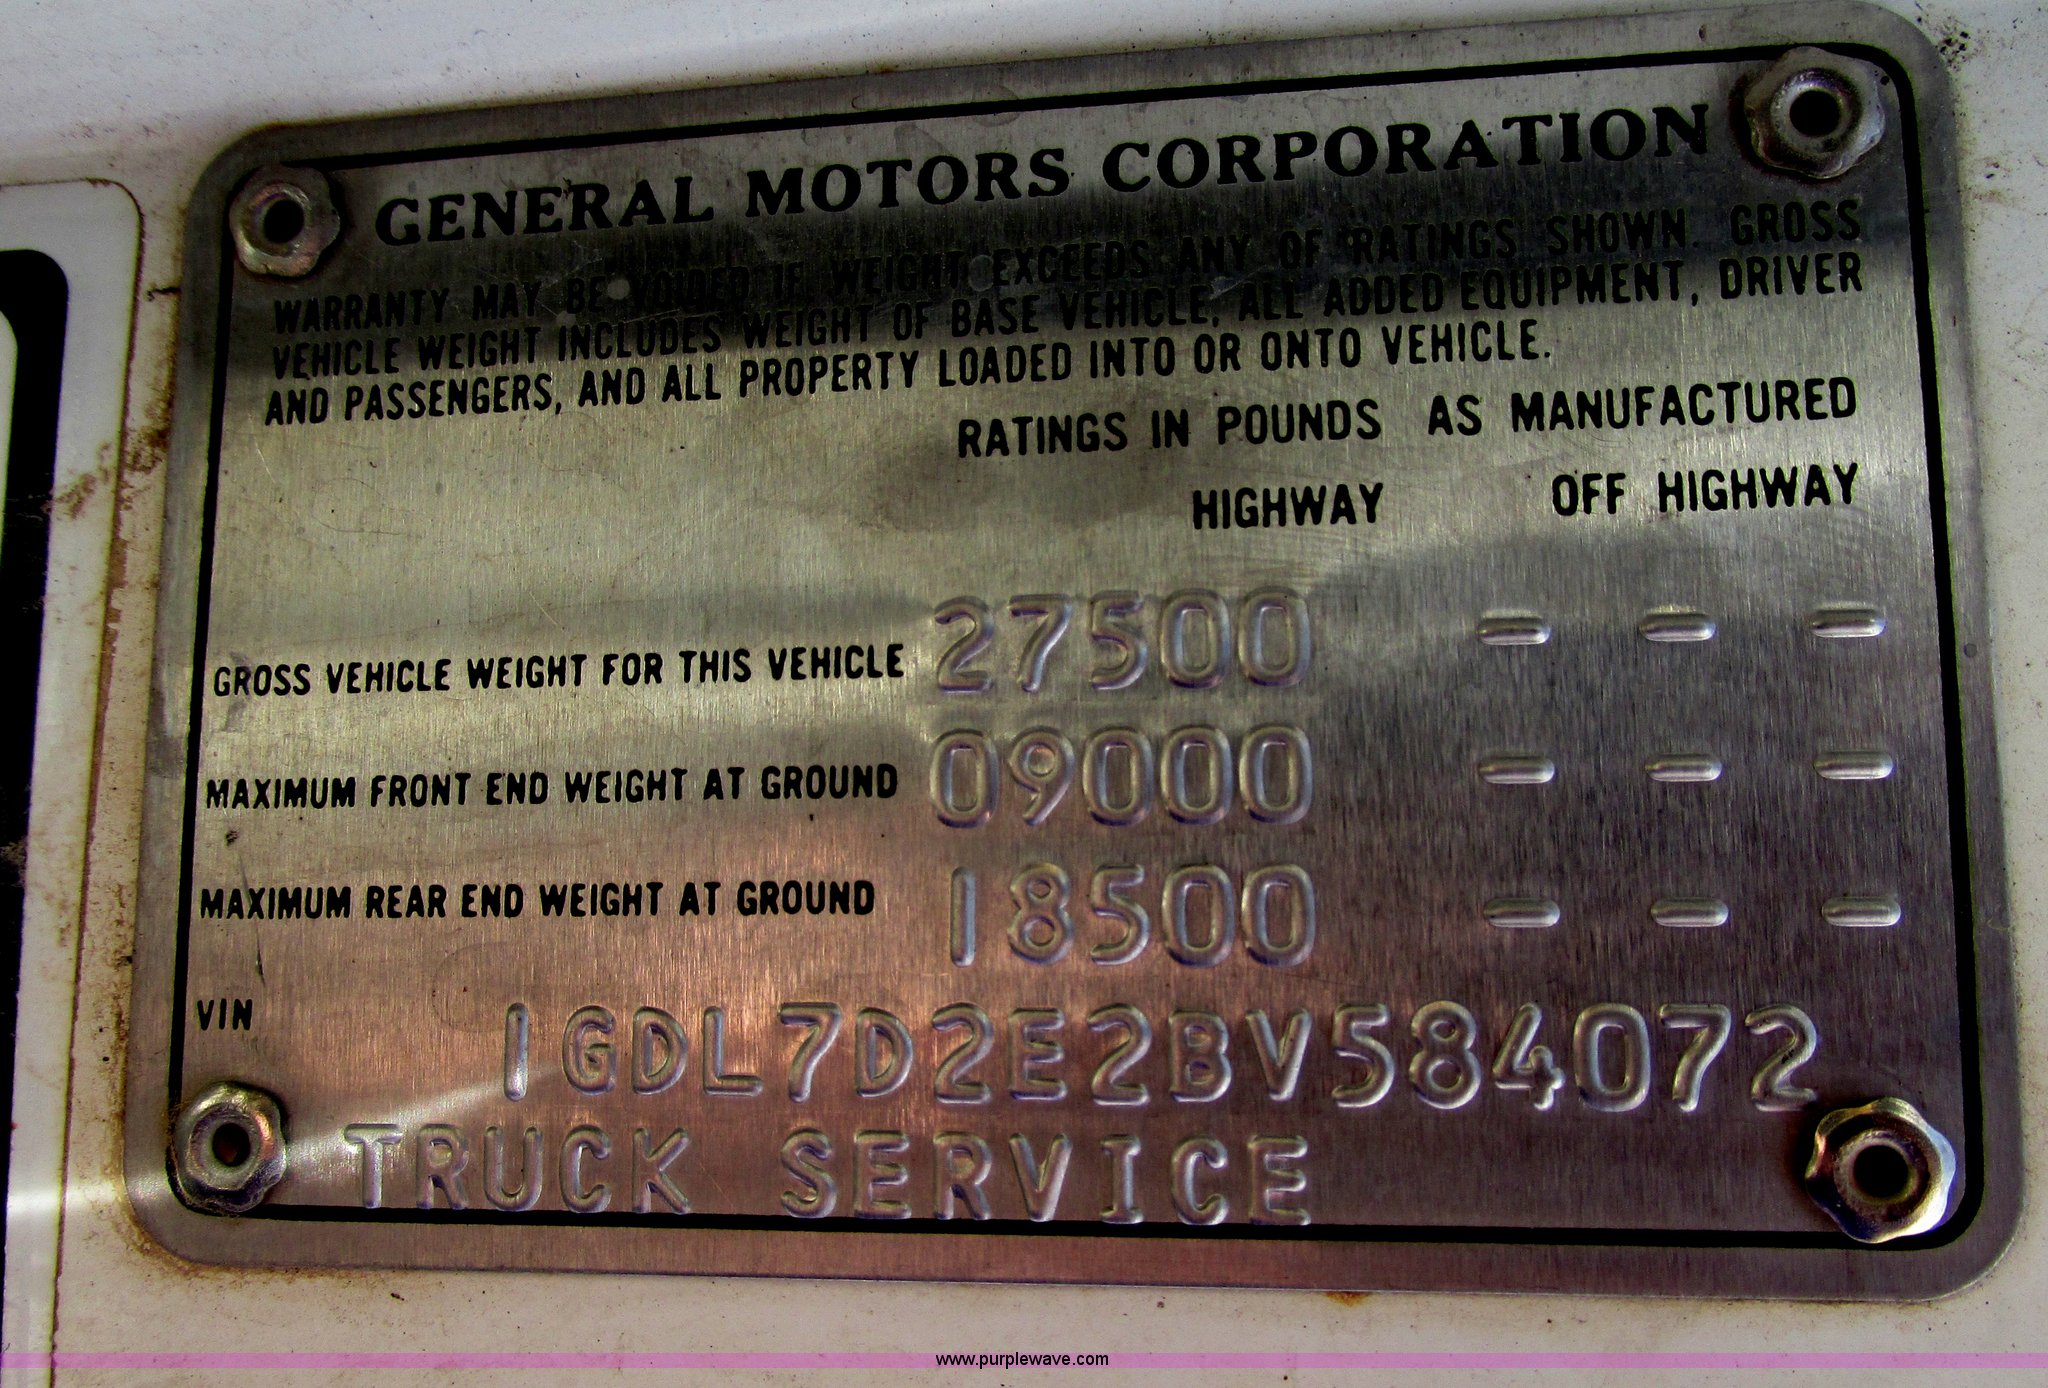 GENERAL MOTORS CORPORATION
WARRANTY MAY BE VOIDED IF WEIGHT EXCEEDS ANY OF RATINGS SHOWN. GROSS
VEHICLE WEIGHT INCLUDES WEIGHT OF BASE VEHICLE, ALL ADDED EQUIPMENT, DRIVER
AND PASSENGERS, AND ALL PROPERTY LOADED INTO OR ONTO VEHICLE.
RATINGS IN POUNDS AS MANUFACTURED
HIGHWAY OFF HIGHWAY
GROSS VEHICLE WEIGHT FOR THIS VEHICLE 27500 - - -
MAXIMUM FRONT END WEIGHT AT GROUND 09000 - - -
MAXIMUM REAR END WEIGHT AT GROUND 18500 - - -
VIN 1GDL7D2E2BV584072
TRUCK SERVICE
www.purplewave.com